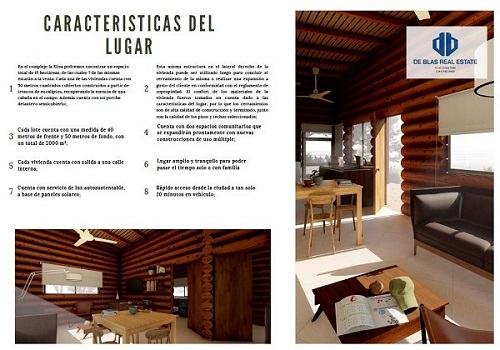 CARACTERISTICAS DEL
LUGAR
1
En el complejo la Elisa podemos encontrar un espacio
total de 15 hectáreas, de las cuales 7 de las mismas
estarán a la venta. Cada una de las viviendas cuenta con
50 metros cuadrados cubiertos construidos a partir de
troncos de eucaliptos, recuperando la esencia de una
cabaña en el campo. Además cuenta con un porche
delantero semicubierto;
2
Esta misma estructura en el lateral derecho de la
vivienda puede ser utilizado luego para concluir el
cerramiento de la misma o realizar una expansión a
gusto del cliente en conformidad con el reglamento de
copropiedad. El confort de los materiales de la
vivienda fueron tomados en cuenta dado a las
características del lugar, por lo que los cerramientos
son de alta calidad de construcción y terminado, junto
con la calidad de los pisos y techos seleccionados;
3
Cada lote cuenta con una medida de 40
metros de frente y 50 metros de fondo, con
un total de 2000 m²;
4
Cuenta con dos espacios comunitarios que
se expandirán prontamente con nuevas
construcciones de uso múltiple;
5
Cada vivienda cuenta con salida a una calle
interna;
6
Lugar amplio y tranquilo para poder
pasar el tiempo solo o con familia
7
Cuenta con servicio de luz autosustentable,
a base de paneles solares;
8
Rápido acceso desde la ciudad a tan solo
20 minutos en vehículo;
DE BLAS REAL ESTATE